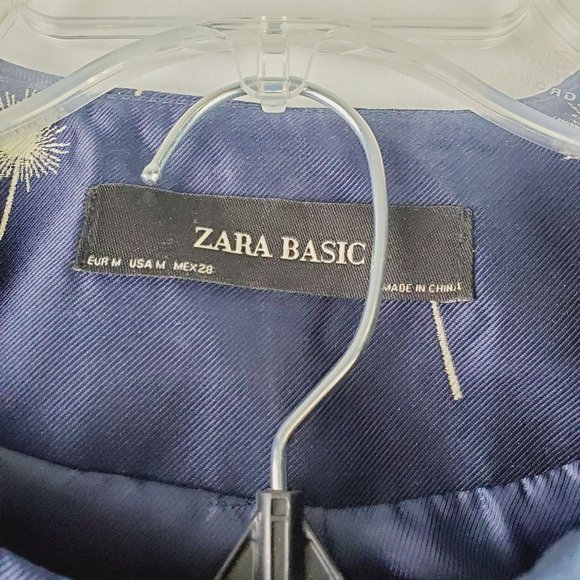 ZARA BASIC
EUR M USA M MEX 28
MADE IN CHINA